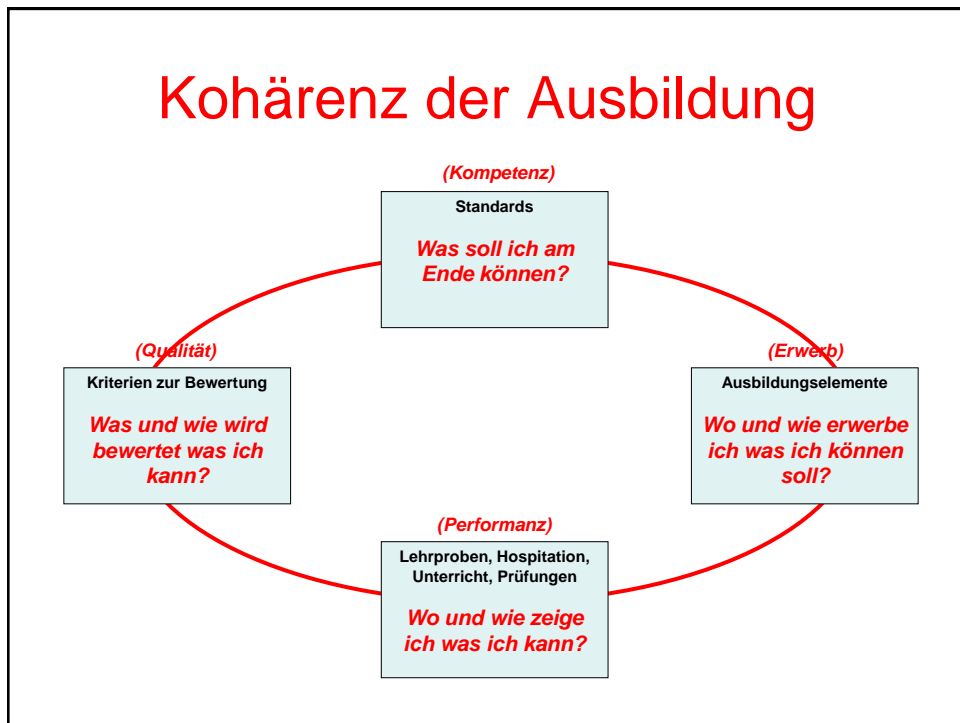 Kohärenz der Ausbildung
(Kompetenz)
Standards
Was soll ich am
Ende können?
(Qualität)
Kriterien zur Bewertung
Was und wie wird
bewertet was ich
kann?
(Erwerb)
Ausbildungselemente
Wo und wie erwerbe
ich was ich können
soll?
(Performanz)
Lehrproben, Hospitation,
Unterricht, Prüfungen
Wo und wie zeige
ich was ich kann?